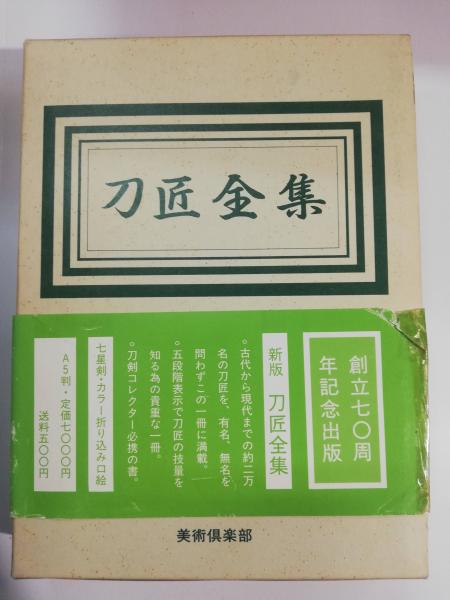 刀匠全集
創立七〇周
年記念出版
新版 刀匠全集
○古代から現代までの約二万
名の刀匠を、有名、無名を
問わずこの一冊に満載。
○五段階表示で刀匠の技量を
知る為の貴重な一冊。
○刀剣コレクター必携の書。
七星剣・カラー折り込み口絵
A5判・定価七〇〇〇円
送料五〇〇円
美術倶楽部